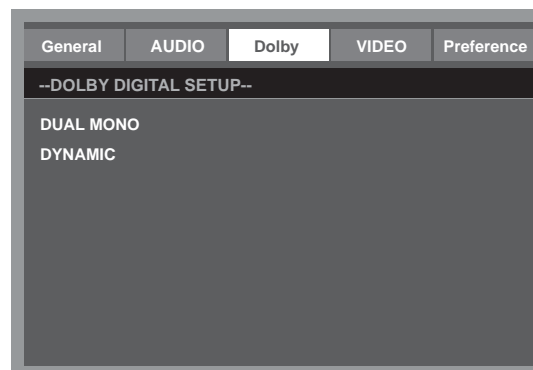 General AUDIO Dolby VIDEO Preference
--DOLBY DIGITAL SETUP--
DUAL MONO
DYNAMIC